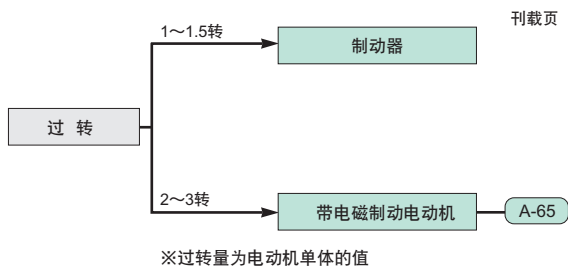 刊载页
1～1.5转
制动器
过 转
2～3转
带电磁制动电动机
A-65
※过转量为电动机单体的值